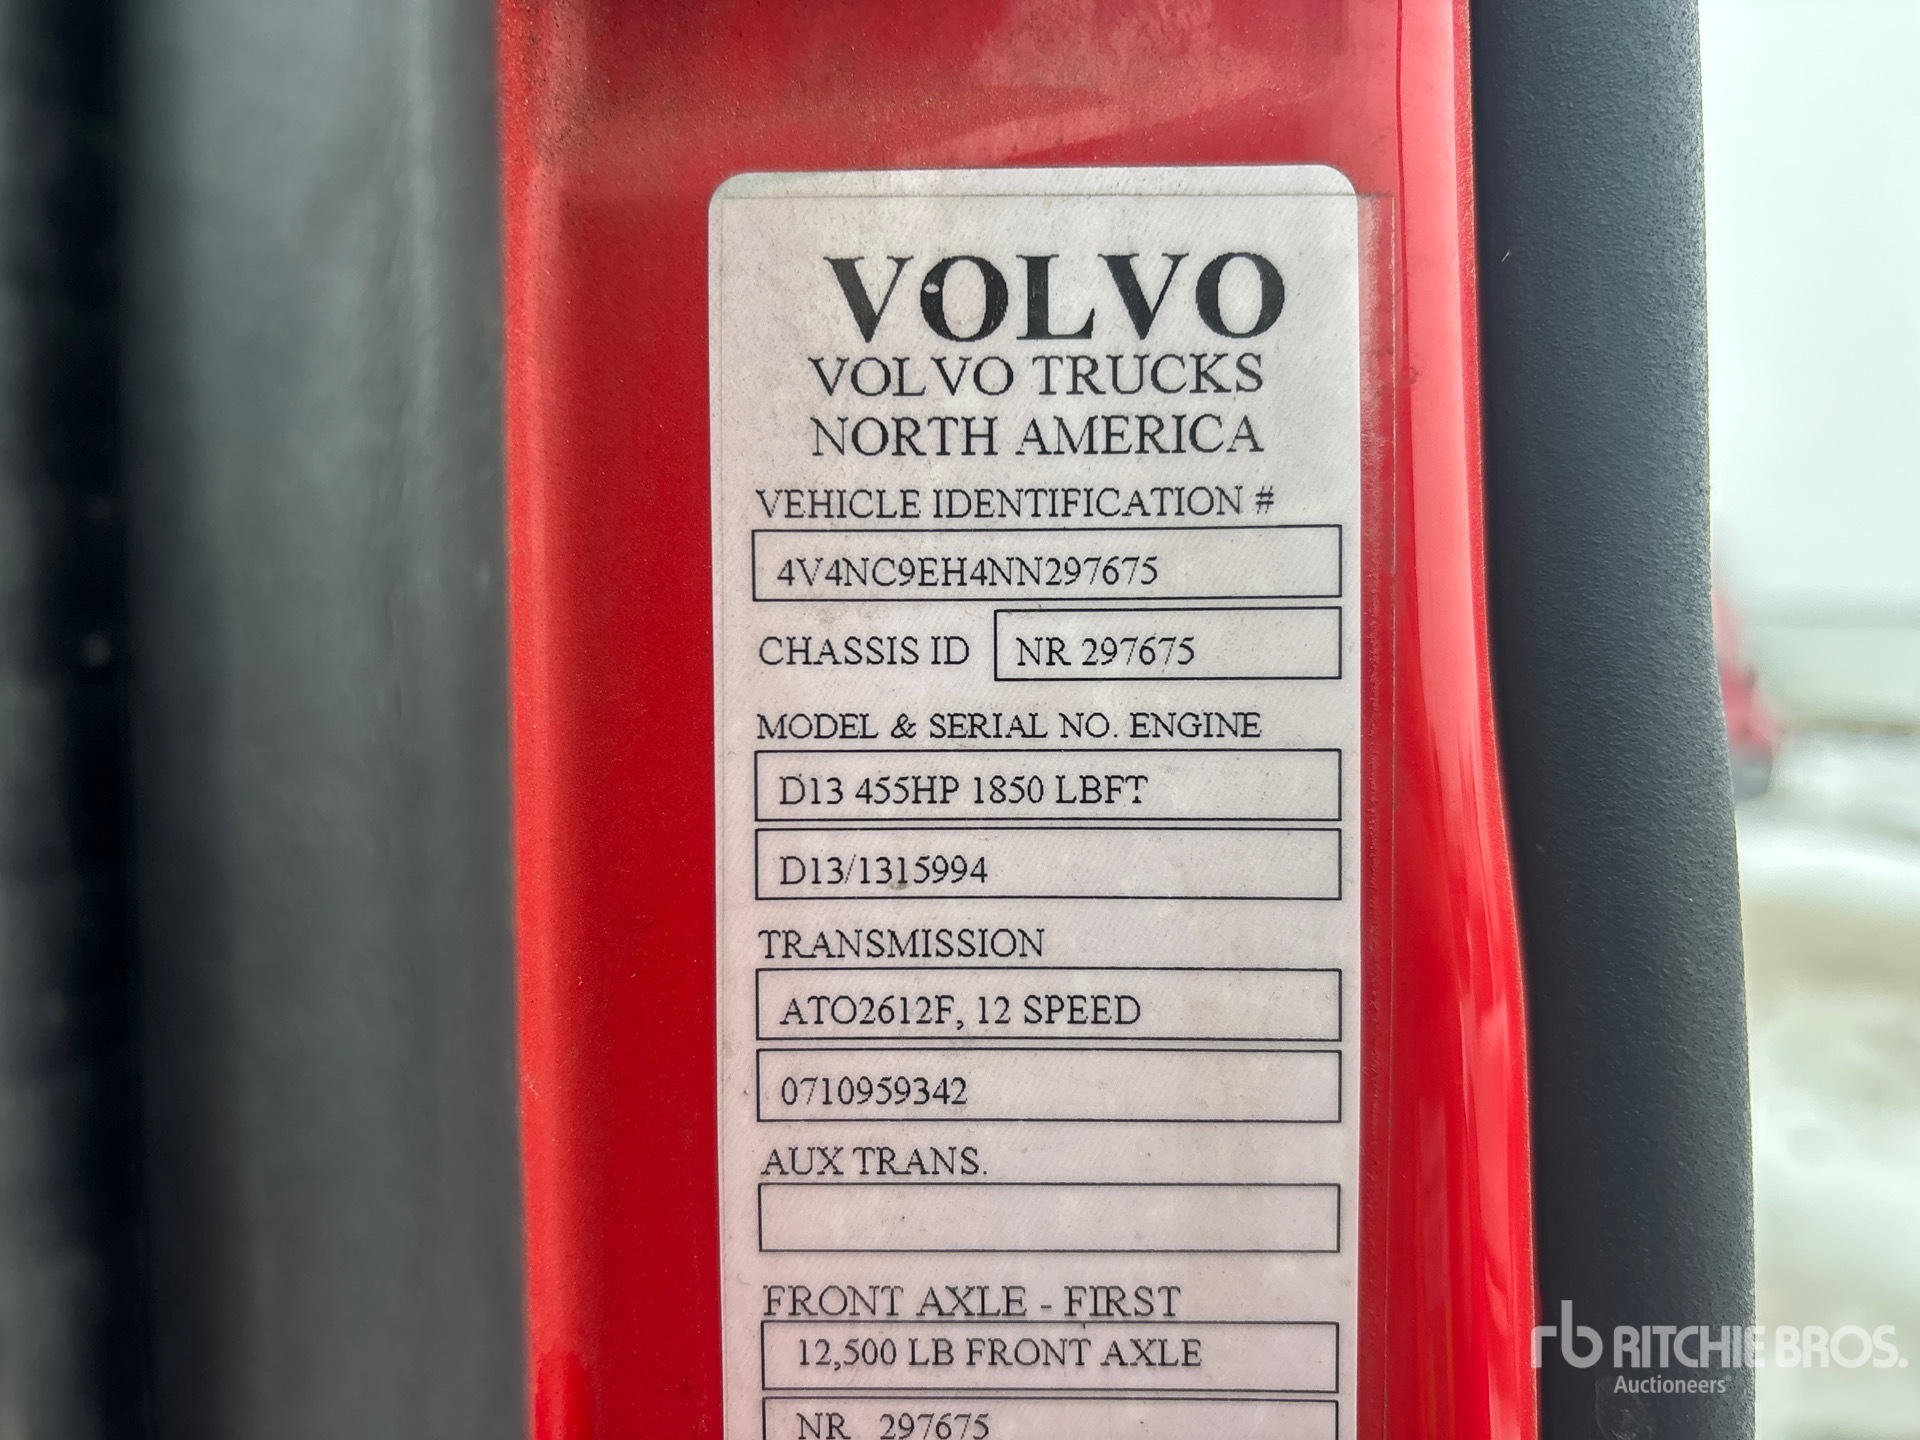 VOLVO
VOLVO TRUCKS
NORTH AMERICA
VEHICLE IDENTIFICATION #
4V4NC9EH4NN297675
CHASSIS ID NR 297675
MODEL & SERIAL NO. ENGINE
D13 455HP 1850 LBFT
D13/1315994
TRANSMISSION
ATO2612F, 12 SPEED
0710959342
AUX TRANS.
FRONT AXLE - FIRST
12,500 LB FRONT AXLE
NR 297675
rb RITCHIE BROS.
Auctioneers